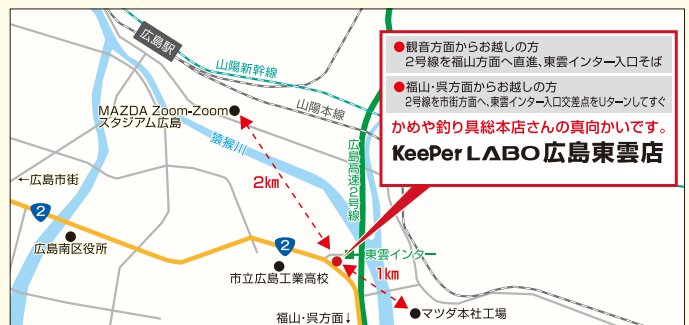 広島駅
山陽新幹線
山陽本線
MAZDA Zoom-Zoom
スタジアム広島
猿猴川
広島高速2号線
2km
←広島市街
2
広島南区役所
2
市立広島工業高校
東雲インター
1km
マツダ本社工場
福山・呉方面↓
●観音方面からお越しの方
2号線を福山方面へ直進、東雲インター入口そば
●福山・呉方面からお越しの方
2号線を市街方面へ、東雲インター入口交差点をUターンしてすぐ
かめや釣り具総本店さんの真向かいです。
KeePer LABO 広島東雲店